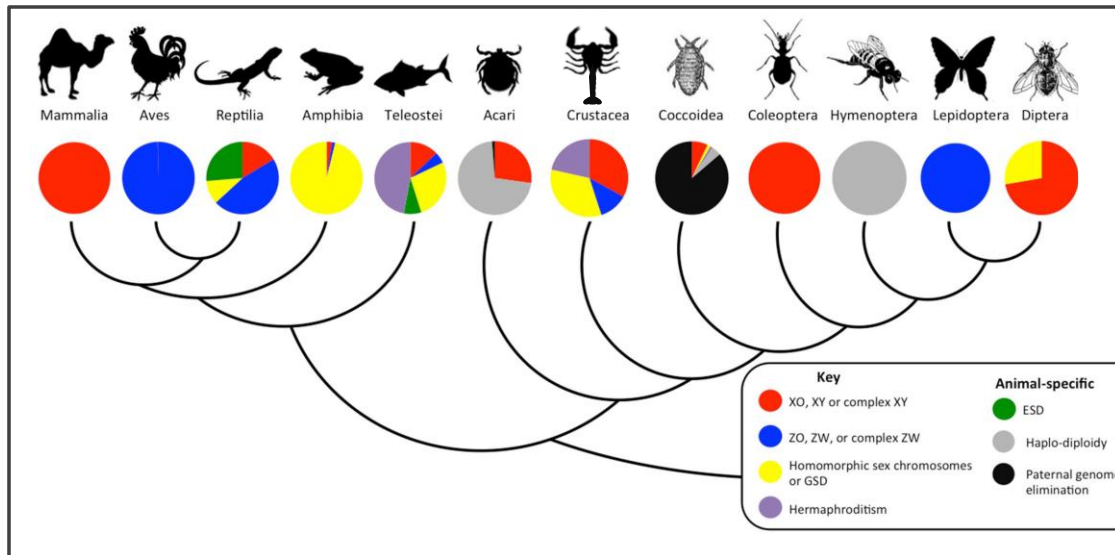 Mammalia Aves Reptilia Amphibia Teleostei Acari Crustacea Coccoidea Coleoptera Hymenoptera Lepidoptera Diptera
Key
XO, XY or complex XY
ZO, ZW, or complex ZW
Homomorphic sex chromosomes
or GSD
Hermaphroditism
Animal-specific
ESD
Haplo-diploidy
Paternal genom
elimination